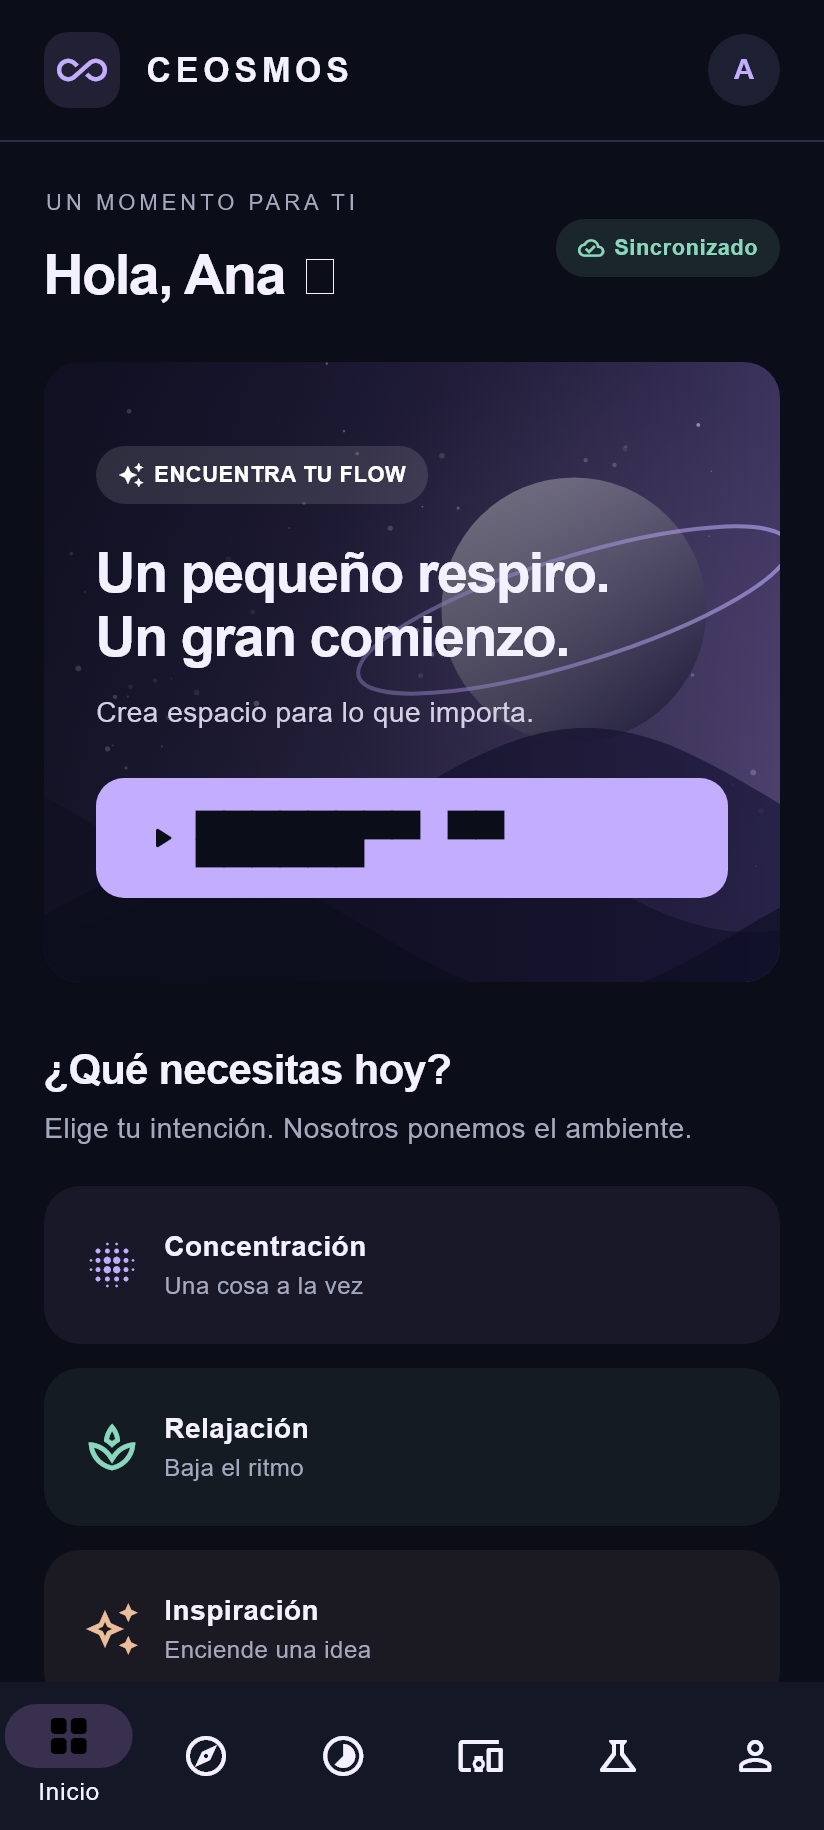 CEOSMOS
A
UN MOMENTO PARA TI
Hola, Ana
Sincronizado
ENCUENTRA TU FLOW
Un pequeño respiro.
Un gran comienzo.
Crea espacio para lo que importa.
¿Qué necesitas hoy?
Elige tu intención. Nosotros ponemos el ambiente.
Concentración
Una cosa a la vez
Relajación
Baja el ritmo
Inspiración
Enciende una idea
Inicio